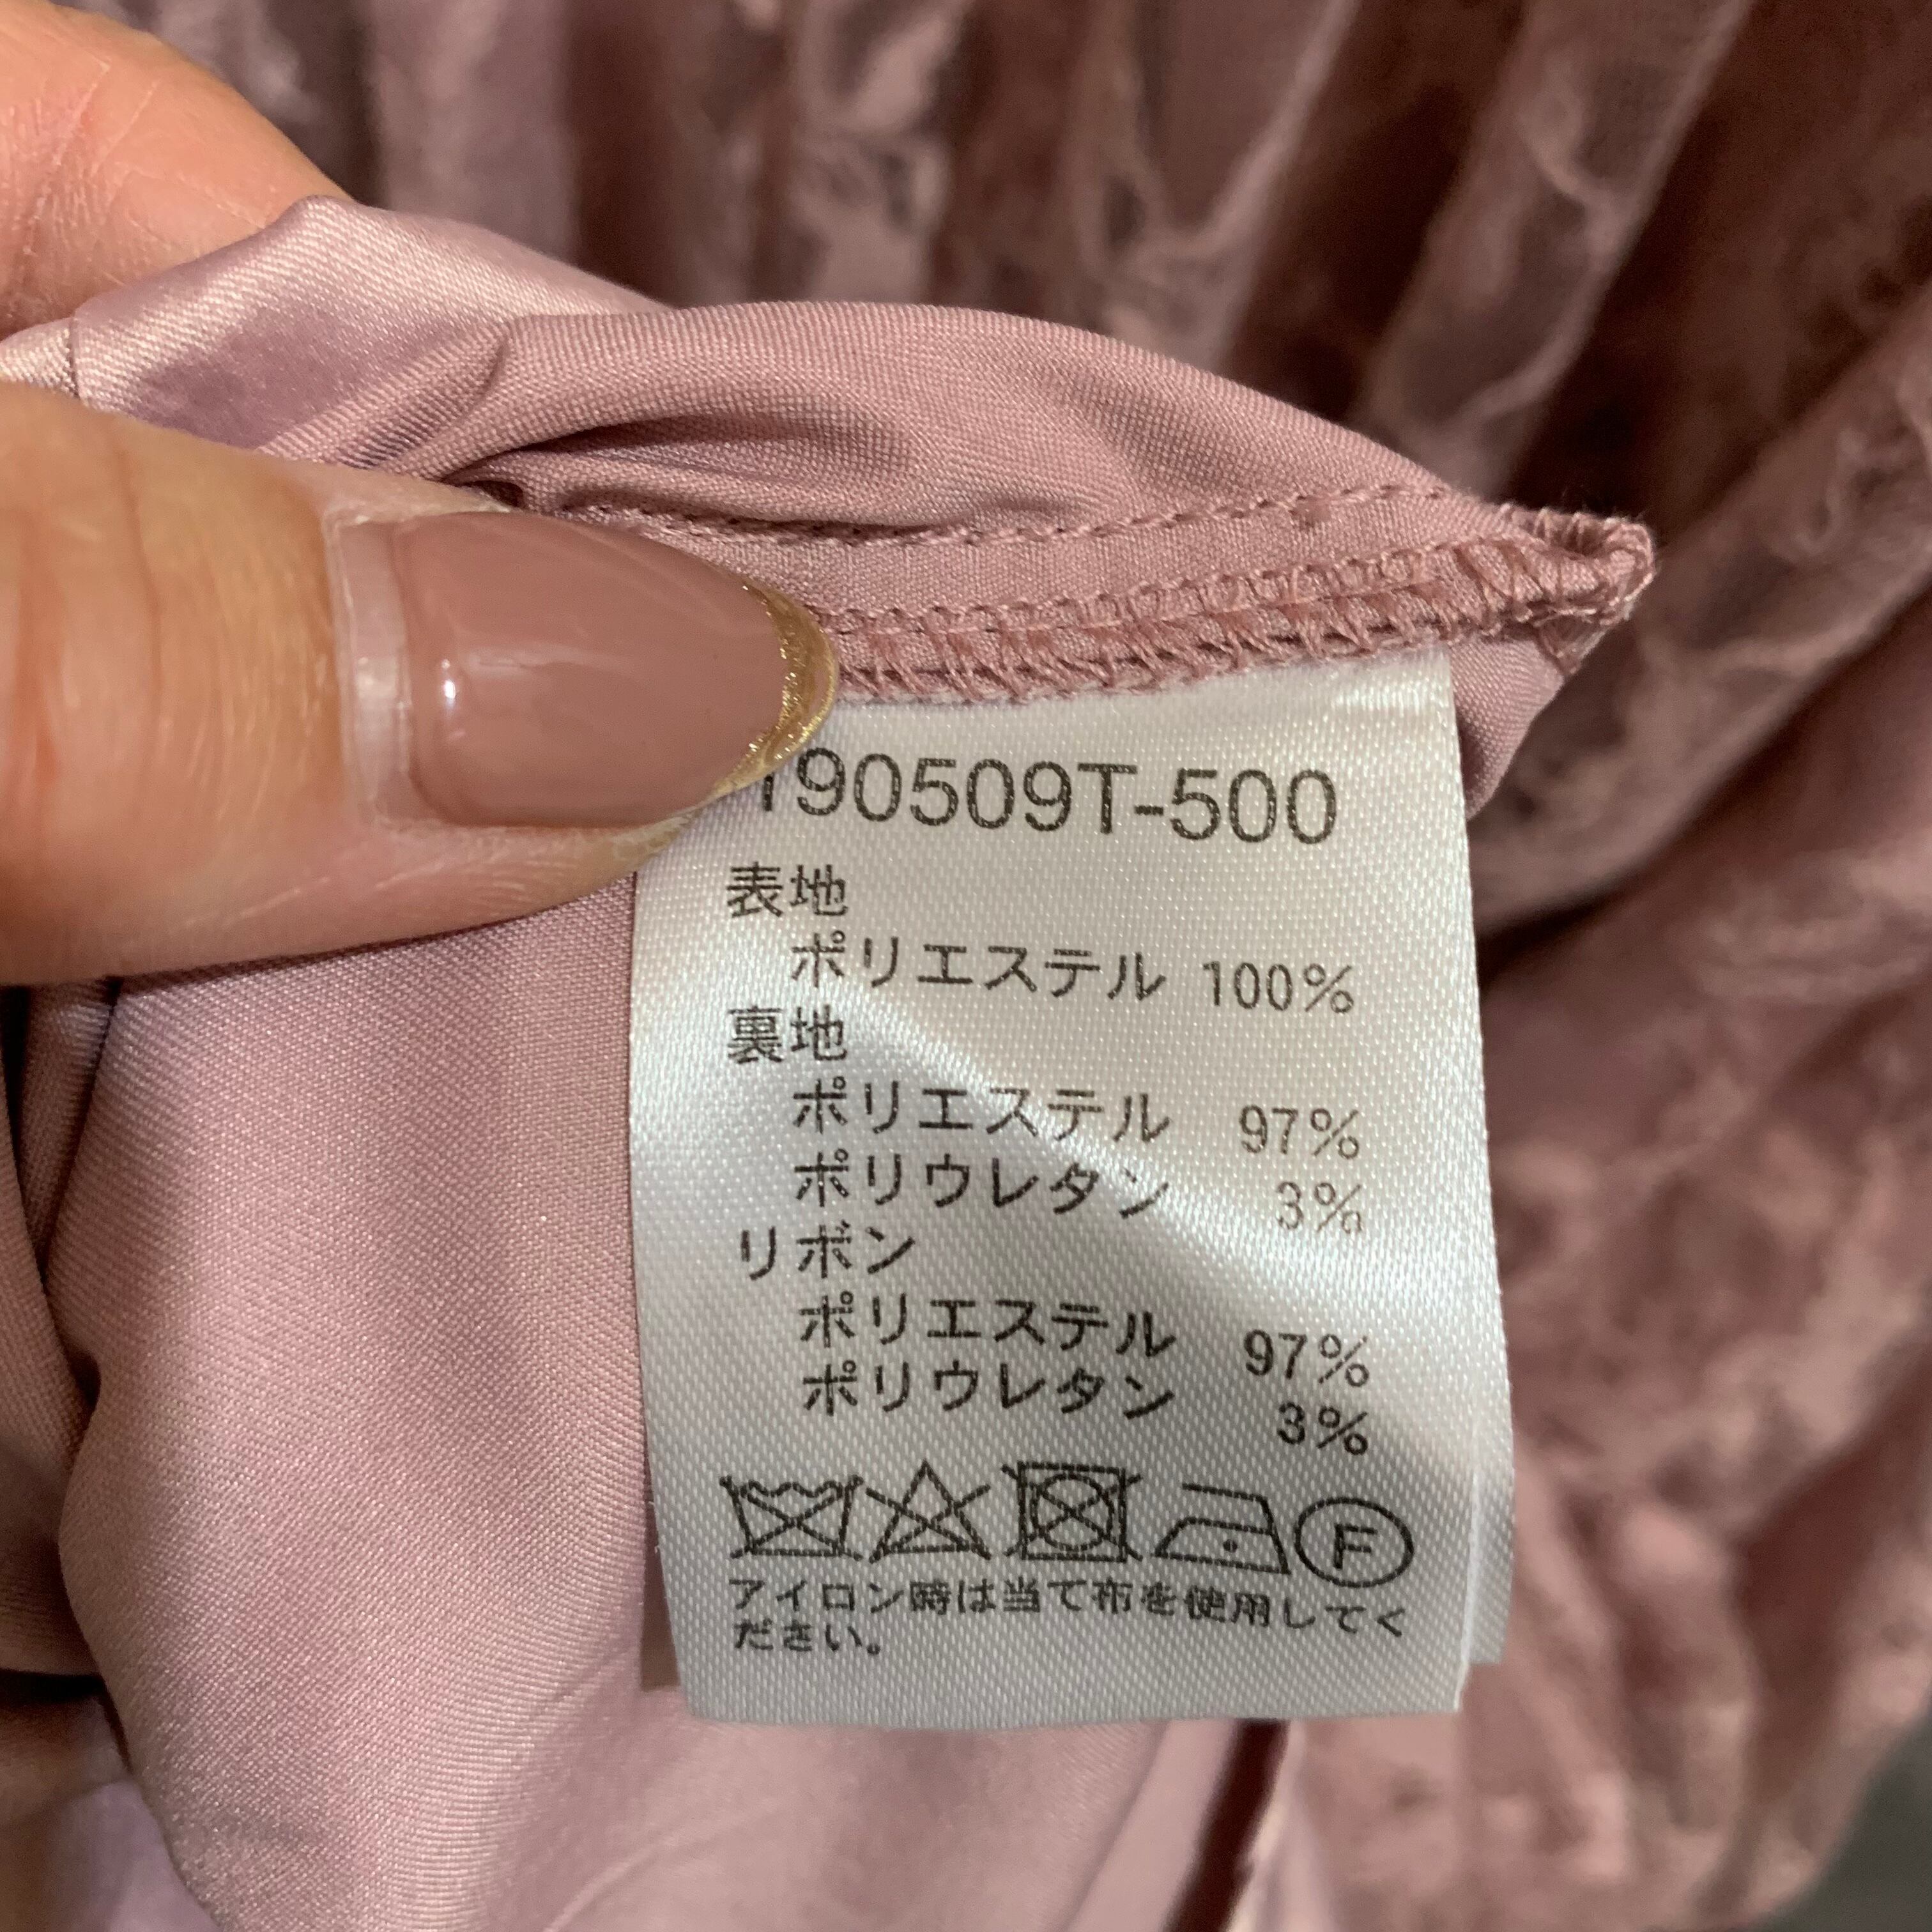 190509T-500
表地
ポリエステル 100%
裏地
ポリエステル 97%
ポリウレタン 3%
リボン
ポリエステル 97%
ポリウレタン 3%
F
アイロン時は当て布を使用してく
ださい。